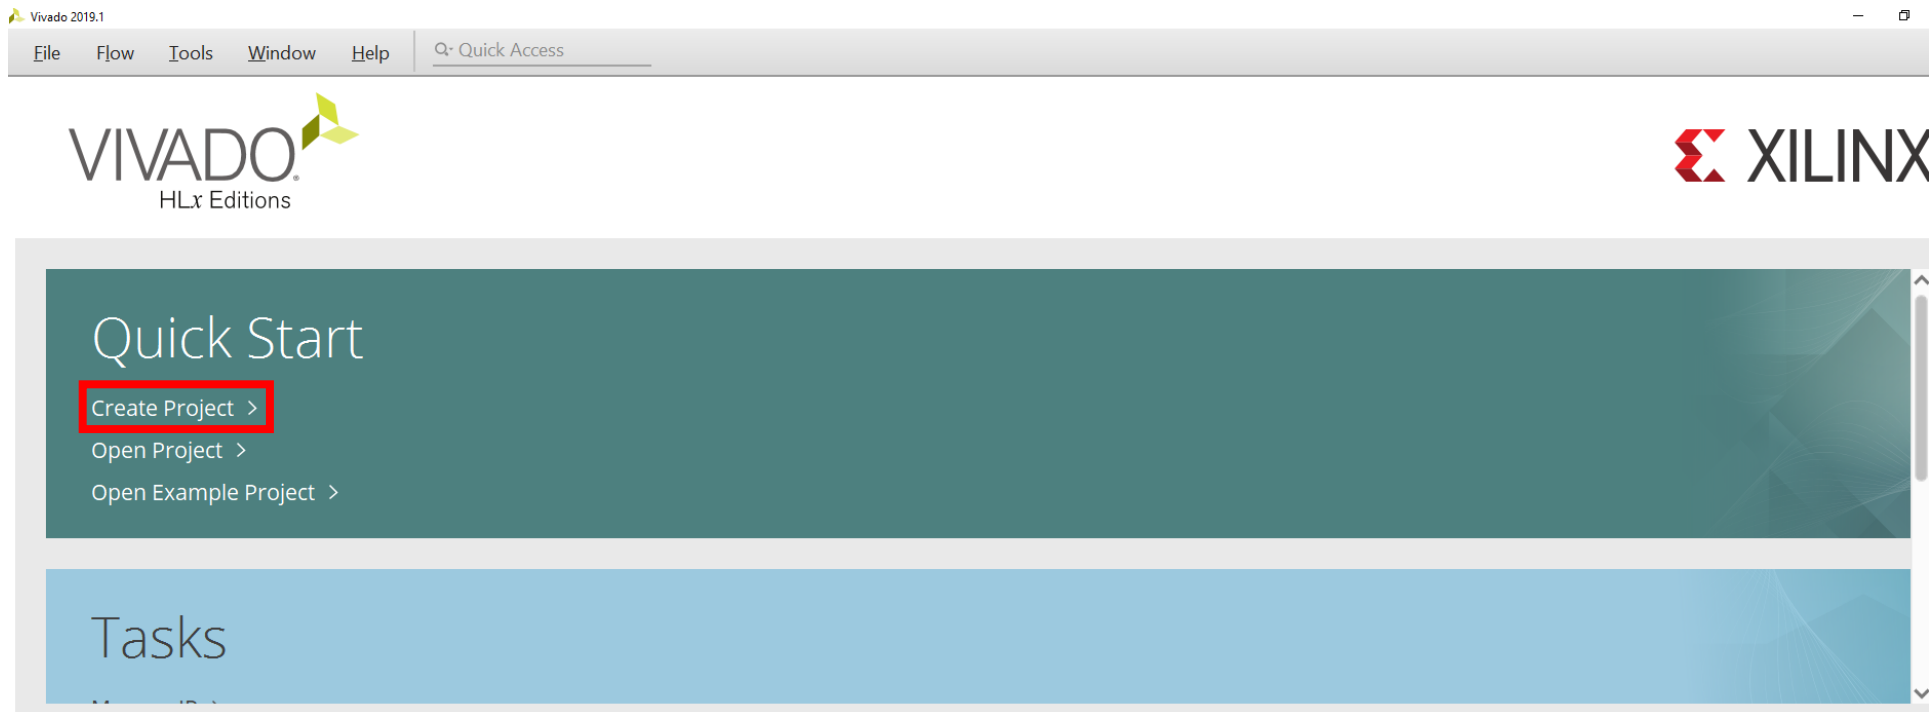 Vivado 2019.1
File Flow Tools Window Help Quick Access
VIVADO.
HLx Editions
XILINX
Quick Start
Create Project >
Open Project >
Open Example Project >
Tasks